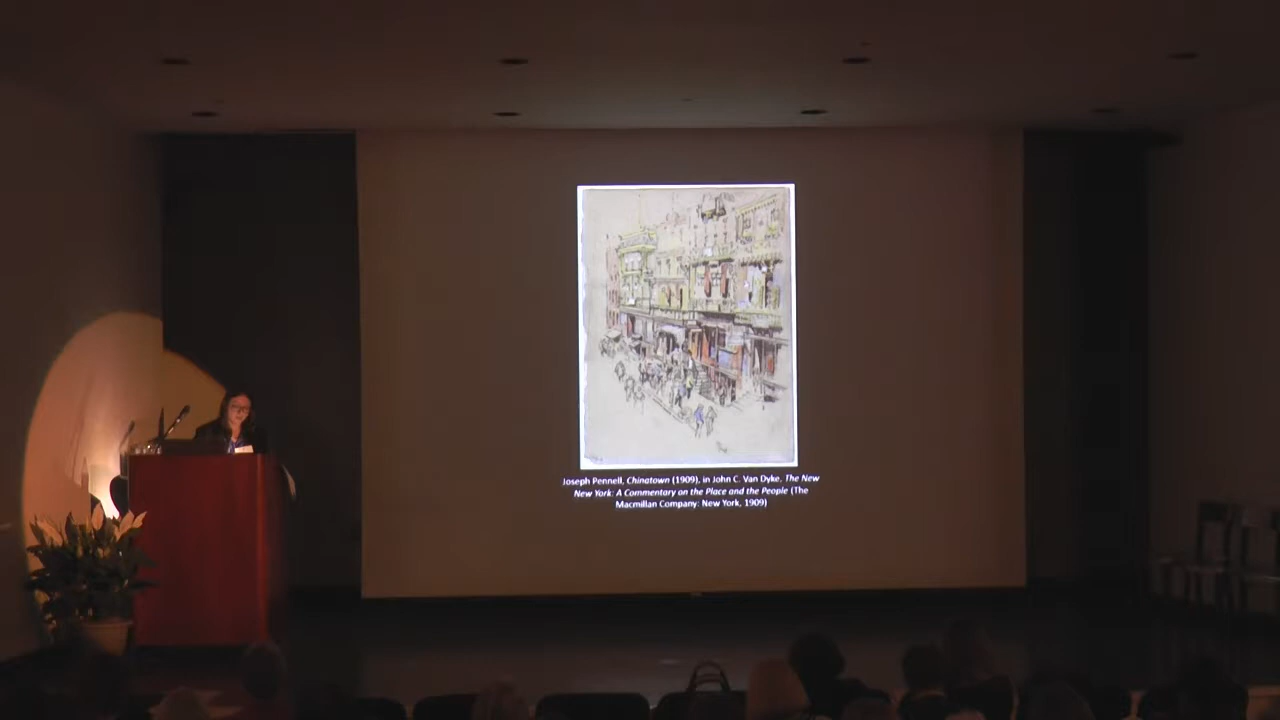 Joseph Pennell, Chinatown (1909), in John C. Van Dyke, The New
New York: A Commentary on the Place and the People (The
Macmillan Company: New York, 1909)